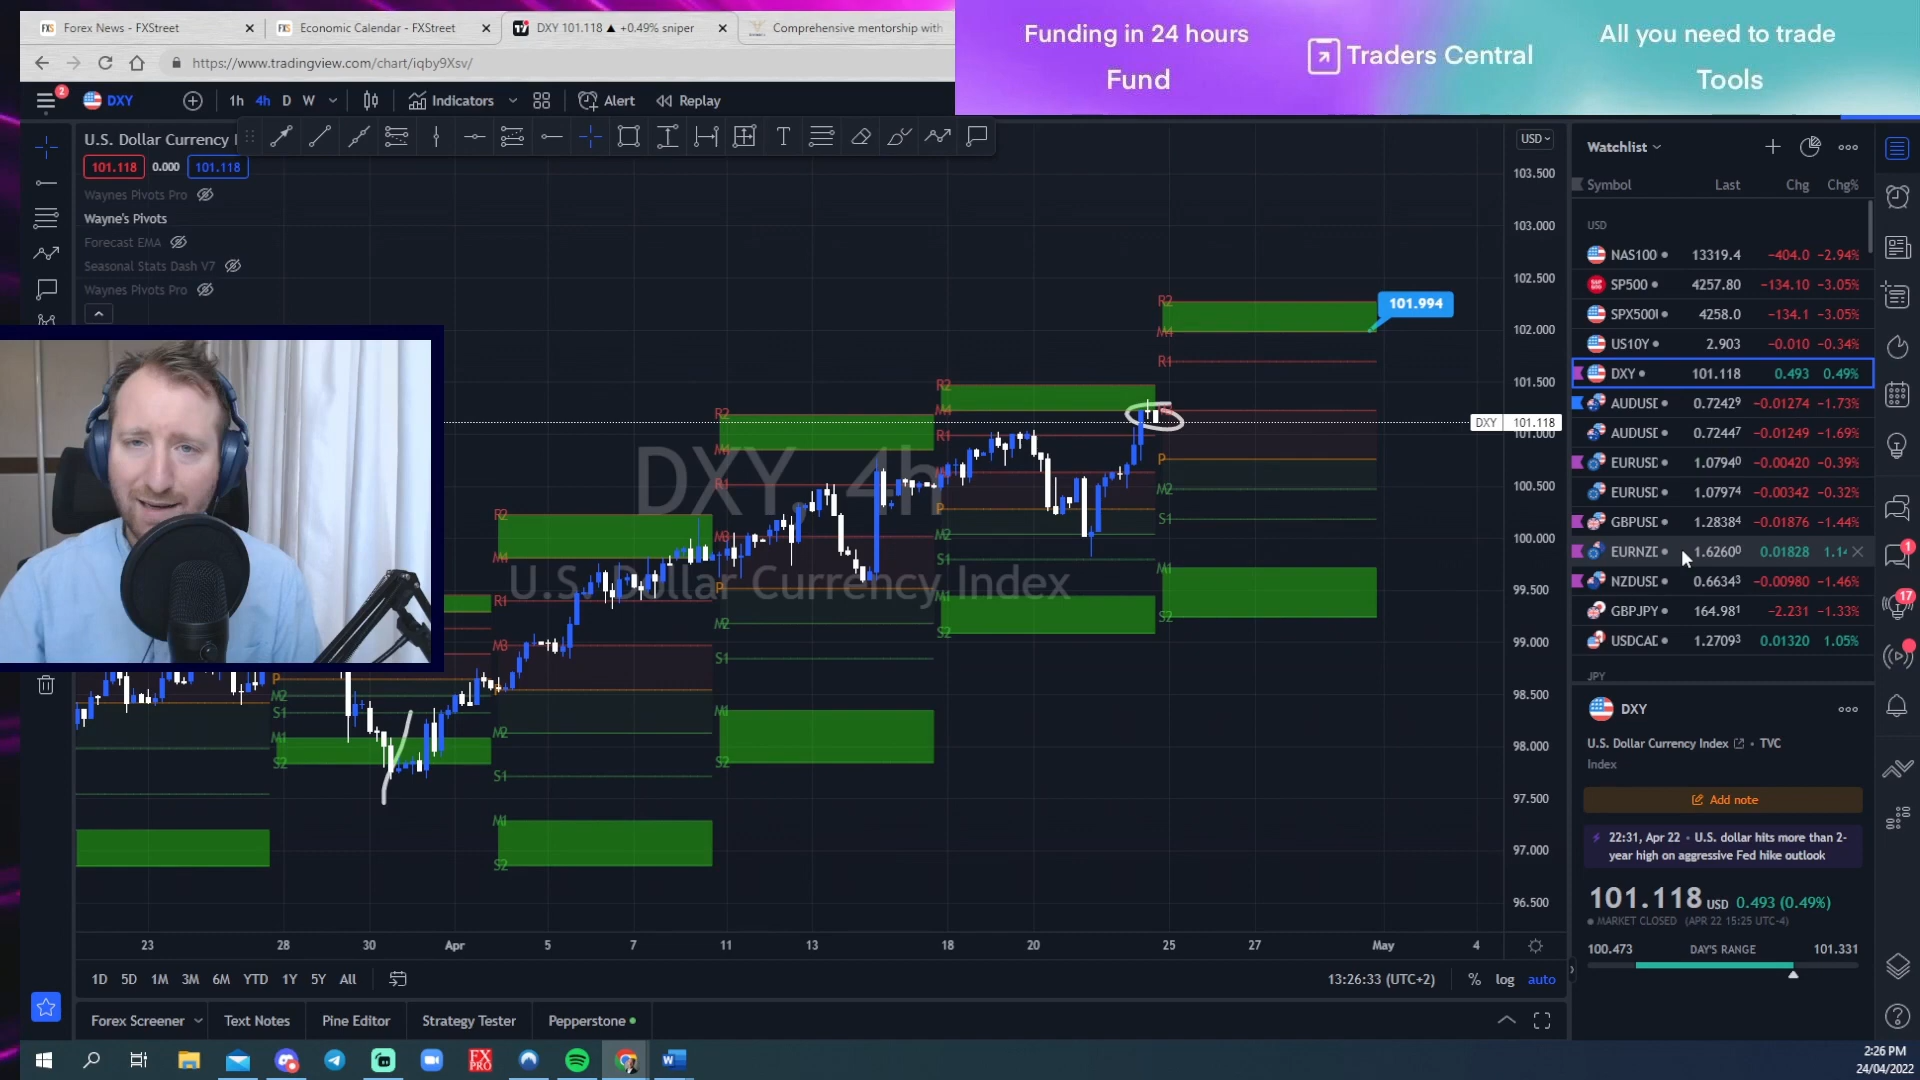 Forex News - FXStreet
Economic Calendar - FXStreet
DXY 101.118 ▲ +0.49% sniper
Comprehensive mentorship with
Funding in 24 hours
Fund
Traders Central
All you need to trade
Tools
https://www.tradingview.com/chart/iqby9Xsv/
2
DXY
1h 4h D W
Indicators
Alert
Replay
U.S. Dollar Currency I
101.118 0.000 101.118
Waynes Pivots Pro
Wayne's Pivots
Forecast EMA
Seasonal Stats Dash V7
Waynes Pivots Pro
DXY, 4h
U.S. Dollar Currency Index
101.994
USD
103.500
103.000
102.500
102.000
101.500
DXY 101.118
101.000
100.500
100.000
99.500
99.000
98.500
98.000
97.500
97.000
96.500
23 28 30 Apr 5 7 11 13 18 20 25 27 May 4
1D 5D 1M 3M 6M YTD 1Y 5Y All
13:26:33 (UTC+2)
% log auto
Forex Screener
Text Notes
Pine Editor
Strategy Tester
Pepperstone
Watchlist
Symbol Last Chg Chg%
USD
NAS100 13319.4 −404.0 −2.94%
SP500 4257.80 −134.10 −3.05%
SPX500 4258.0 −134.1 −3.05%
US10Y 2.903 −0.010 −0.34%
DXY 101.118 0.493 0.49%
AUDUSD 0.72429 −0.01274 −1.73%
AUDUSD 0.72447 −0.01249 −1.69%
EURUSD 1.07940 −0.00420 −0.39%
EURUSD 1.07974 −0.00342 −0.32%
GBPUSD 1.28384 −0.01876 −1.44%
EURNZD 1.62600 0.01828 1.1
NZDUSD 0.66343 −0.00980 −1.46%
GBPJPY 164.981 −2.231 −1.33%
USDCAD 1.27093 0.01320 1.05%
JPY
DXY
U.S. Dollar Currency Index • TVC
Index
Add note
22:31, Apr 22 • U.S. dollar hits more than 2-
year high on aggressive Fed hike outlook
101.118 USD 0.493 (0.49%)
MARKET CLOSED (APR 22 15:25 UTC-4)
100.473 DAY'S RANGE 101.331
1
17
FX
PRO
2:26 PM
24/04/2022